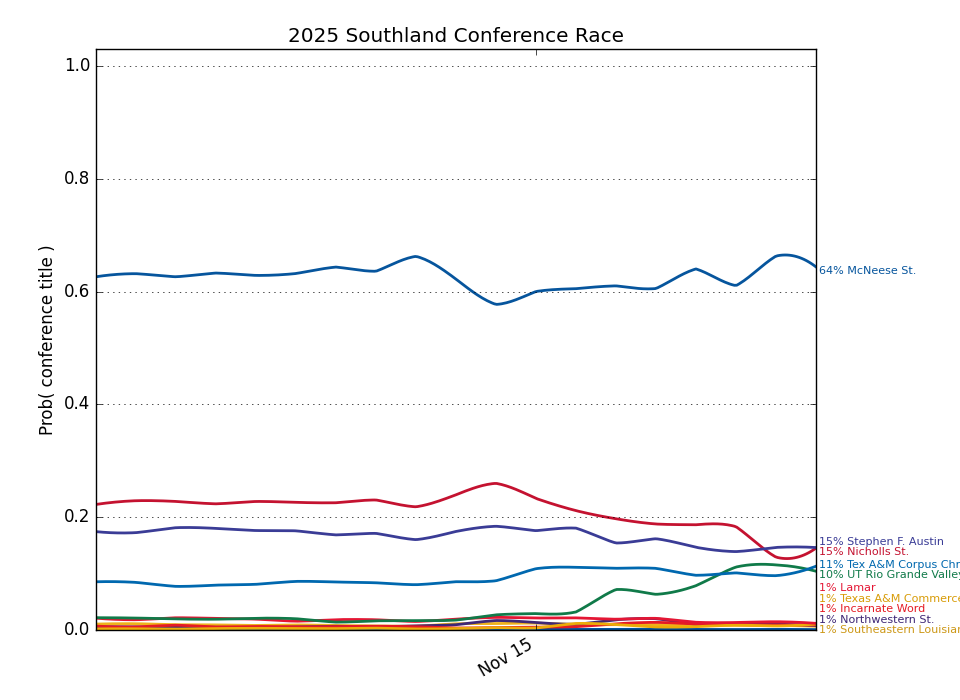 2025 Southland Conference Race
Prob( conference title )
1.0
0.8
0.6
0.4
0.2
0.0
Nov 15
64% McNeese St.
15% Stephen F. Austin
15% Nicholls St.
11% Tex A&M Corpus Chr
10% UT Rio Grande Valley
1% Lamar
1% Texas A&M Commerce
1% Incarnate Word
1% Northwestern St.
1% Southeastern Louisian